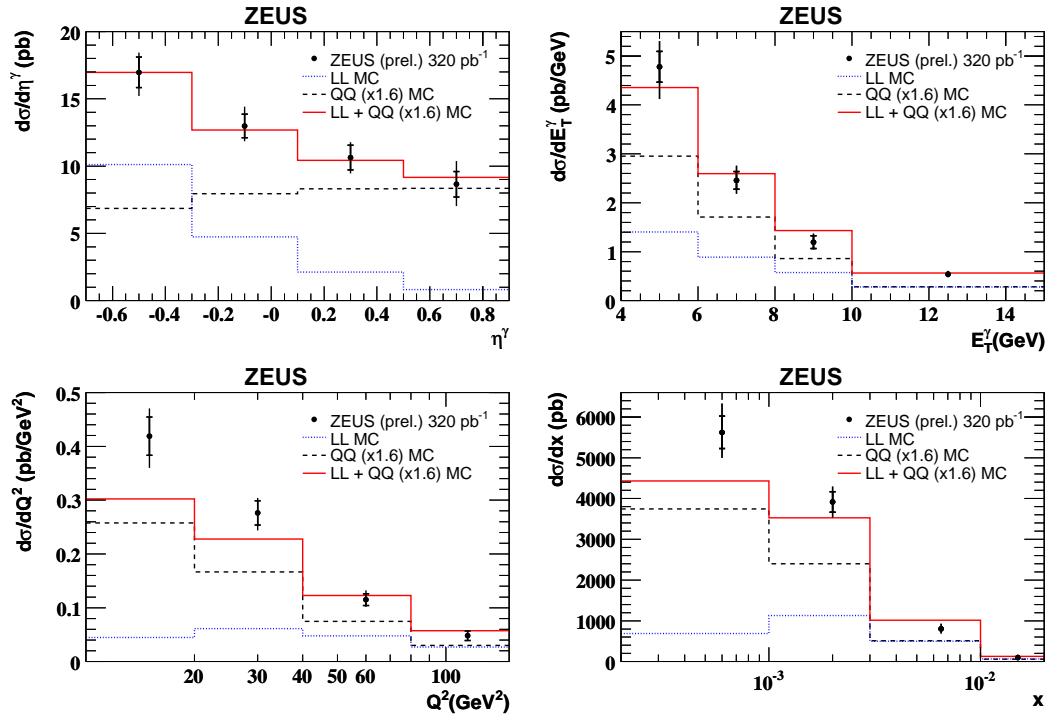 ZEUS
dσ/dη^γ (pb)
20
15
10
5
0
ZEUS (prel.) 320 pb⁻¹
LL MC
QQ (x1.6) MC
LL + QQ (x1.6) MC
-0.6 -0.4 -0.2 -0 0.2 0.4 0.6 0.8
η^γ
ZEUS
dσ/dE_T^γ (pb/GeV)
5
4
3
2
1
0
ZEUS (prel.) 320 pb⁻¹
LL MC
QQ (x1.6) MC
LL + QQ (x1.6) MC
4 6 8 10 12 14
E_T^γ(GeV)
ZEUS
dσ/dQ² (pb/GeV²)
0.5
0.4
0.3
0.2
0.1
0
ZEUS (prel.) 320 pb⁻¹
LL MC
QQ (x1.6) MC
LL + QQ (x1.6) MC
20 30 40 50 60 100
Q²(GeV²)
ZEUS
dσ/dx (pb)
6000
5000
4000
3000
2000
1000
0
ZEUS (prel.) 320 pb⁻¹
LL MC
QQ (x1.6) MC
LL + QQ (x1.6) MC
10⁻³ 10⁻²
x